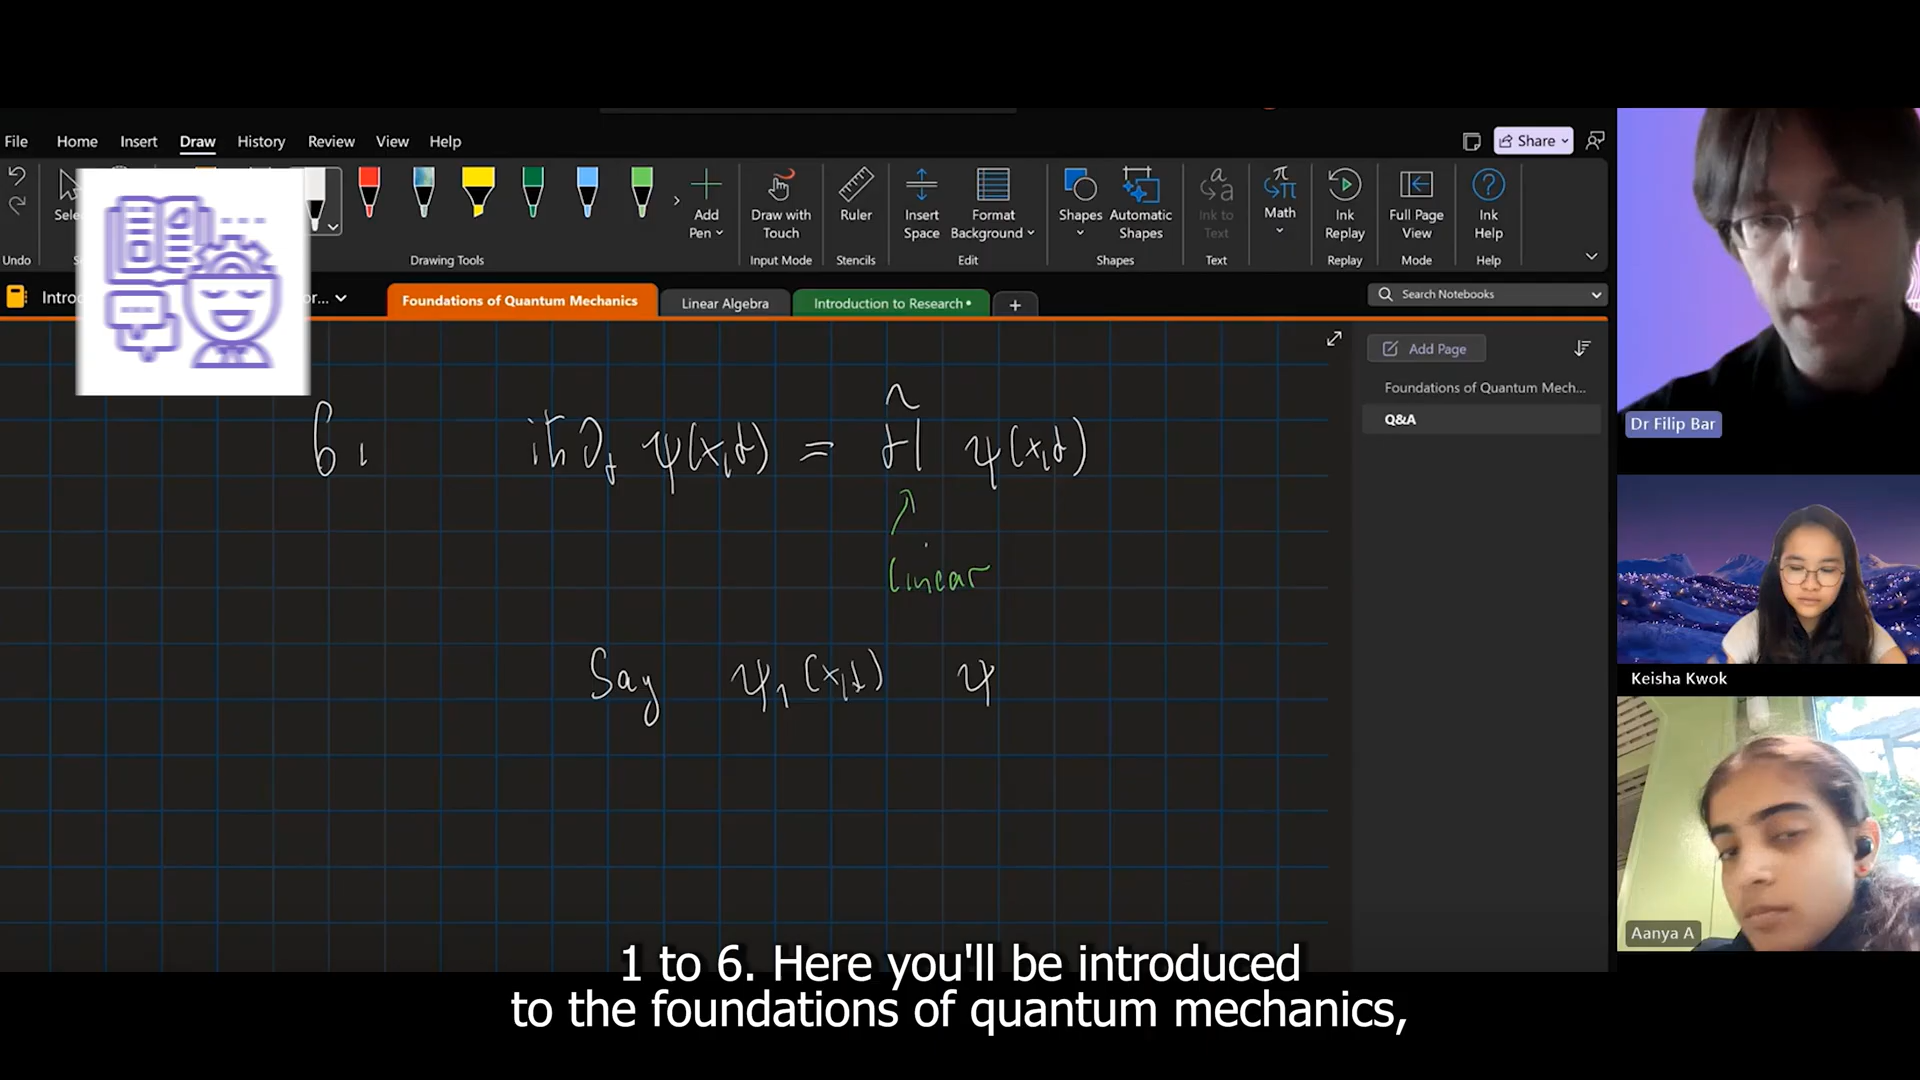 File Home Insert Draw History Review View Help Share
Add Pen
Draw with Touch
Ruler
Insert Space
Format Background
Shapes
Automatic Shapes
Ink to Text
Math
Ink Replay
Full Page View
Ink Help
Undo
Drawing Tools
Input Mode
Stencils
Edit
Shapes
Text
Replay
Mode
Help
Foundations of Quantum Mechanics
Linear Algebra
Introduction to Research
Search Notebooks
Add Page
Foundations of Quantum Mech...
Q&A
6. iħ∂t ψ(x,t) = H̃ ψ(x,t)
linear
Say ψ1(x,t) ψ
Dr Filip Bar
Keisha Kwok
Aanya A
1 to 6. Here you'll be introduced
to the foundations of quantum mechanics,